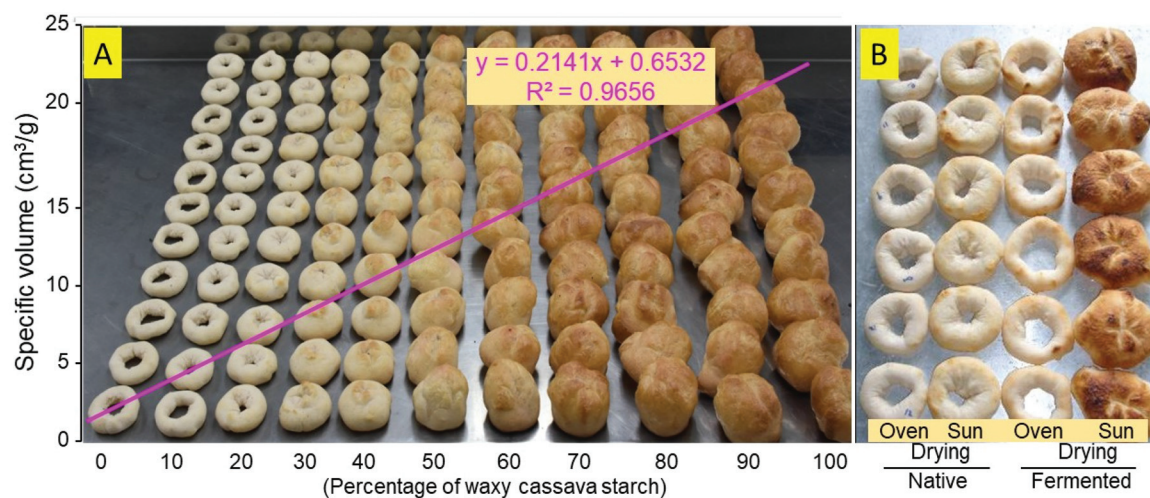 A
25
20
15
10
5
0
Specific volume (cm³/g)
y = 0.2141x + 0.6532
R² = 0.9656
0 10 20 30 40 50 60 70 80 90 100
(Percentage of waxy cassava starch)
B
Oven Sun Oven Sun
Drying Drying
Native Fermented